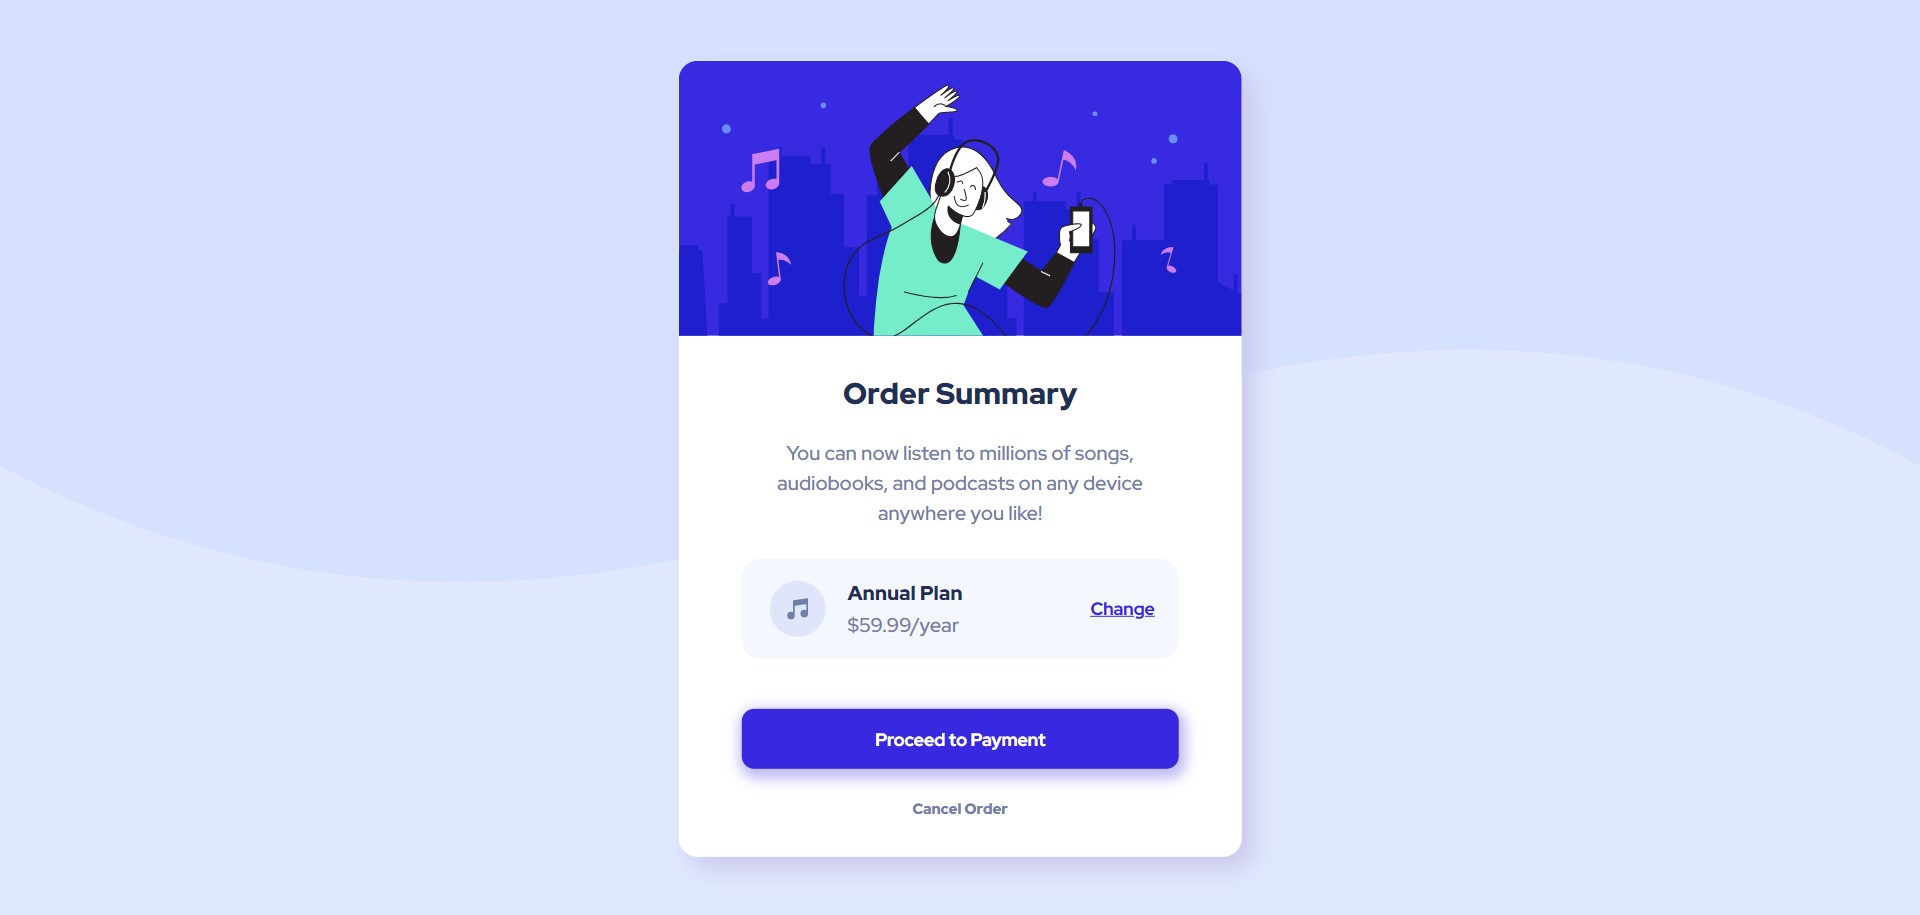 Order Summary
You can now listen to millions of songs,
audiobooks, and podcasts on any device
anywhere you like!
Annual Plan
$59.99/year
Change
Proceed to Payment
Cancel Order